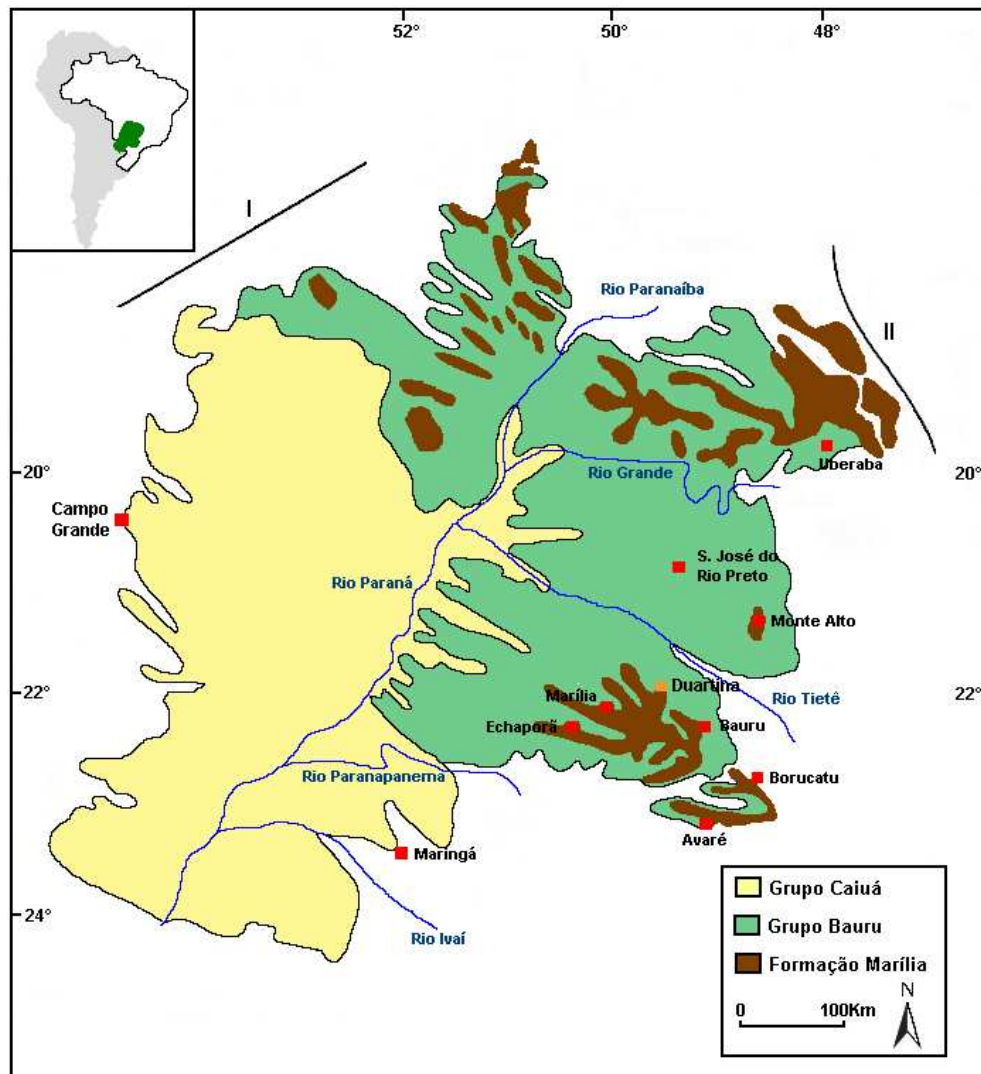 52°
50°
48°
I
II
Rio Paranaíba
20°
20°
Uberaba
Rio Grande
Campo
Grande
S. José do
Rio Preto
Rio Paraná
Monte Alto
22°
22°
Duartina
Marília
Rio Tietê
Echaporã
Bauru
Rio Paranapanema
Borucatu
Avaré
Maringá
24°
Rio Ivaí
Grupo Caiuá
Grupo Bauru
Formação Marília
N
0
100Km